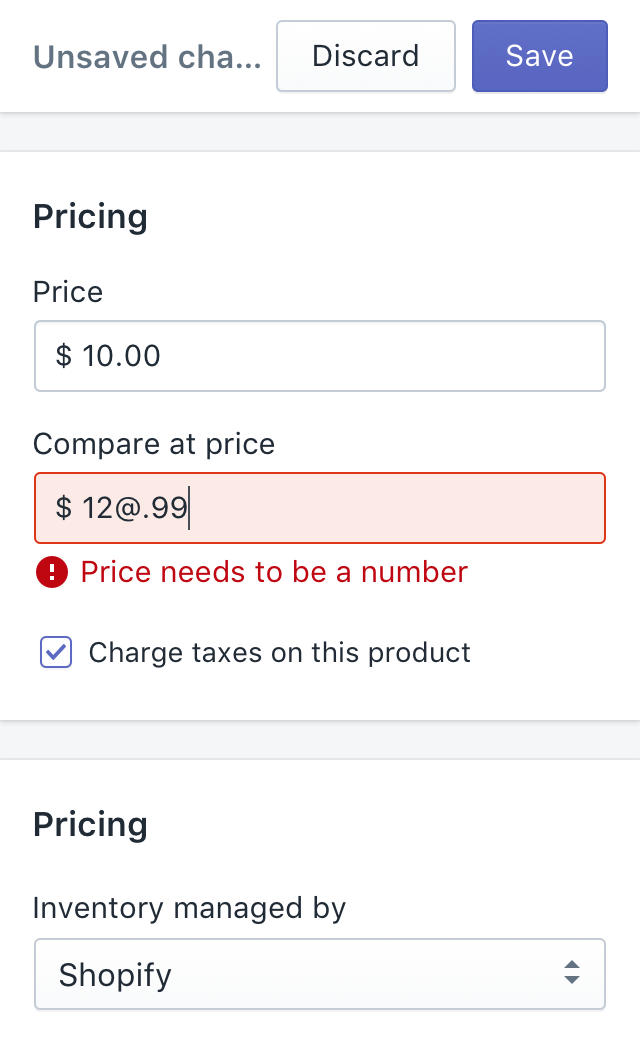 Unsaved cha...
Discard
Save
Pricing
Price
$ 10.00
Compare at price
$ 12@.99
Price needs to be a number
Charge taxes on this product
Pricing
Inventory managed by
Shopify